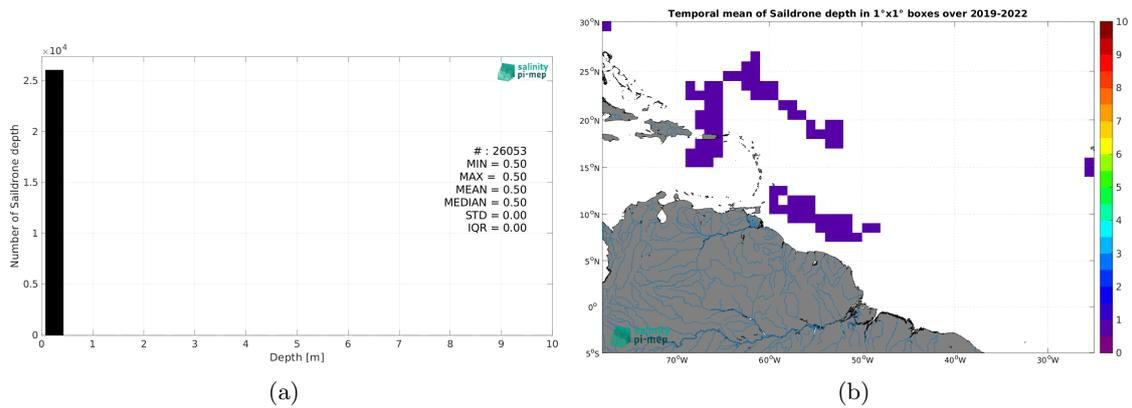 ×10⁴
2.5
2
1.5
1
0.5
0
Number of Saildrone depth
0 1 2 3 4 5 6 7 8 9 10
Depth [m]
salinity
pi-mep
# : 26053
MIN = 0.50
MAX = 0.50
MEAN = 0.50
MEDIAN = 0.50
STD = 0.00
IQR = 0.00
(a)
Temporal mean of Saildrone depth in 1°x1° boxes over 2019-2022
30°N
25°N
20°N
15°N
10°N
5°N
0°
5°S
70°W 60°W 50°W 40°W 30°W
salinity
pi-mep
10
9
8
7
6
5
4
3
2
1
0
(b)